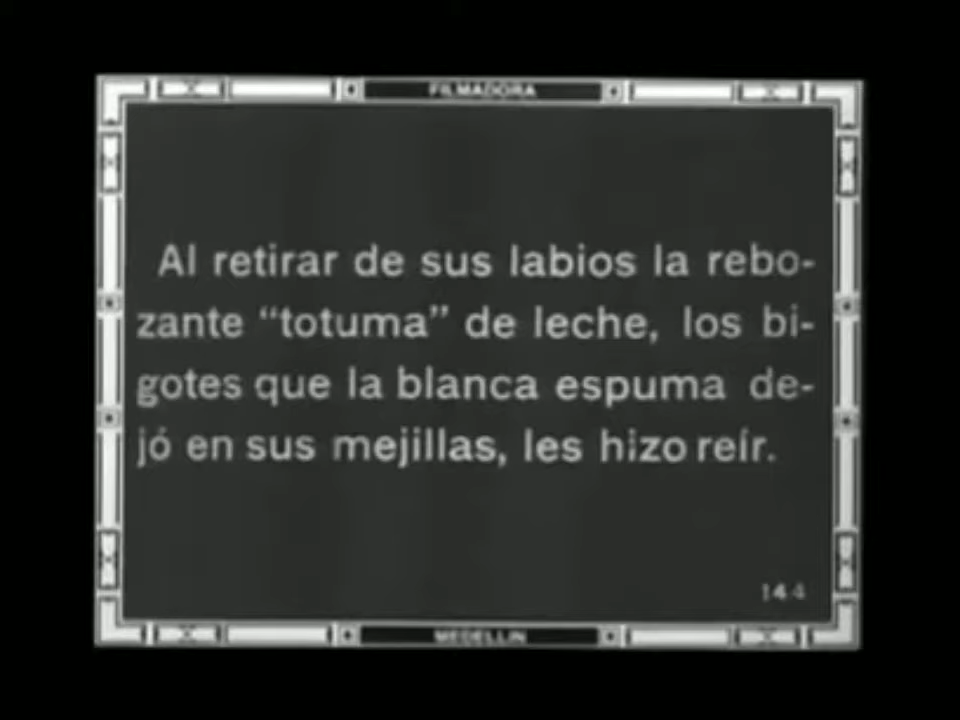 FILMADORA
Al retirar de sus labios la rebo-
zante “totuma” de leche, los bi-
gotes que la blanca espuma de-
jó en sus mejillas, les hizo reír.
144
MEDELLIN